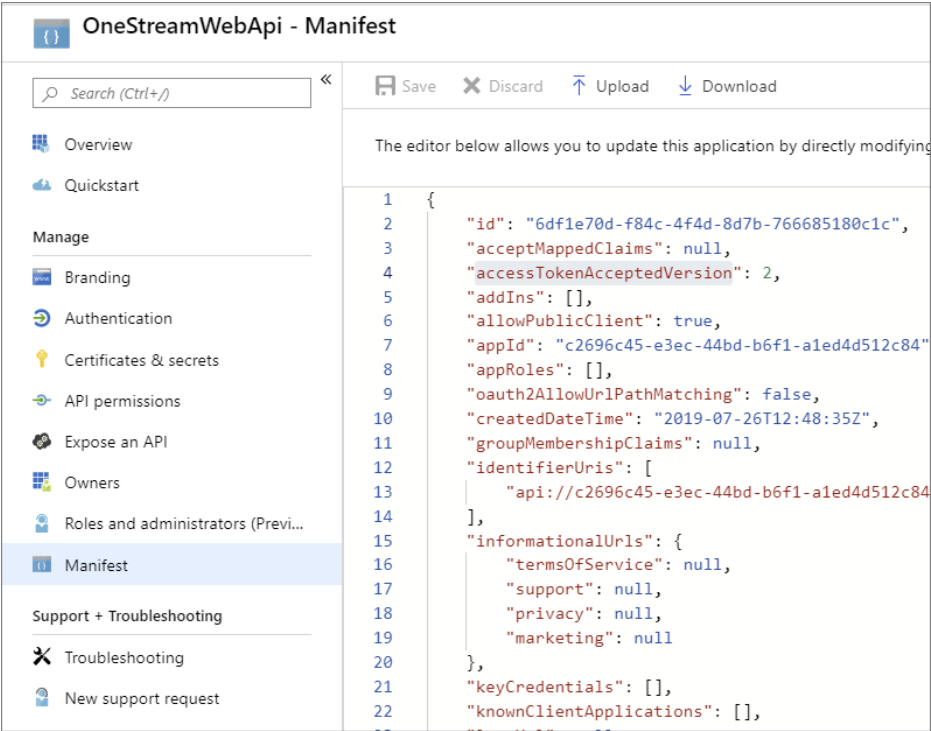 OneStreamWebApi - Manifest
Search (Ctrl+/)
«
Overview
Quickstart
Manage
Branding
Authentication
Certificates & secrets
API permissions
Expose an API
Owners
Roles and administrators (Previ...
Manifest
Support + Troubleshooting
Troubleshooting
New support request
Save Discard Upload Download
The editor below allows you to update this application by directly modifying
1 {
2 "id": "6df1e70d-f84c-4f4d-8d7b-766685180c1c",
3 "acceptMappedClaims": null,
4 "accessTokenAcceptedVersion": 2,
5 "addIns": [],
6 "allowPublicClient": true,
7 "appId": "c2696c45-e3ec-44bd-b6f1-a1ed4d512c84"
8 "appRoles": [],
9 "oauth2AllowUrlPathMatching": false,
10 "createdDateTime": "2019-07-26T12:48:35Z",
11 "groupMembershipClaims": null,
12 "identifierUris": [
13 "api://c2696c45-e3ec-44bd-b6f1-a1ed4d512c84
14 ],
15 "informationalUrls": {
16 "termsOfService": null,
17 "support": null,
18 "privacy": null,
19 "marketing": null
20 },
21 "keyCredentials": [],
22 "knownClientApplications": [],